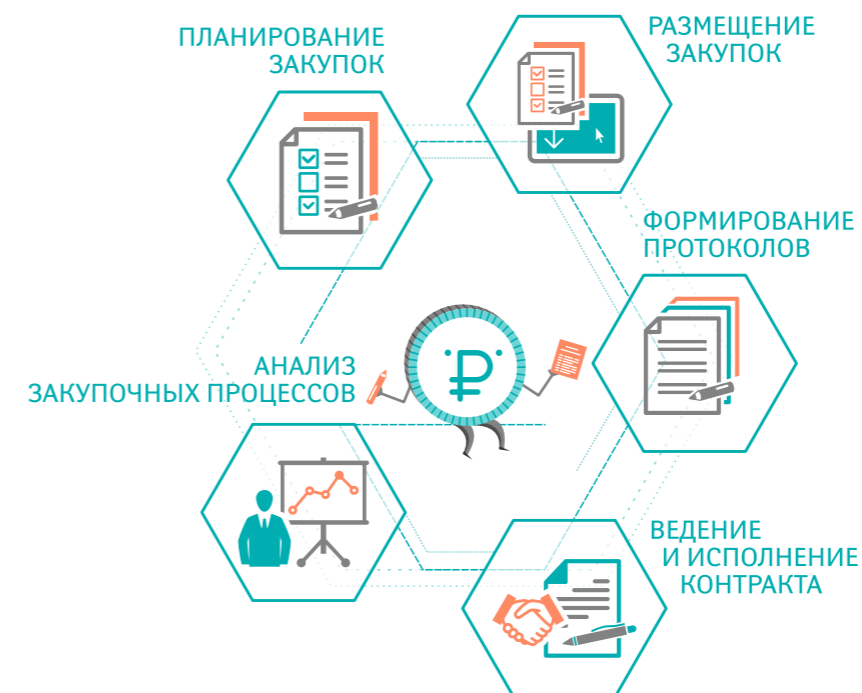 ПЛАНИРОВАНИЕ
ЗАКУПОК
РАЗМЕЩЕНИЕ
ЗАКУПОК
ФОРМИРОВАНИЕ
ПРОТОКОЛОВ
АНАЛИЗ
ЗАКУПОЧНЫХ ПРОЦЕССОВ
ВЕДЕНИЕ
И ИСПОЛНЕНИЕ
КОНТРАКТА